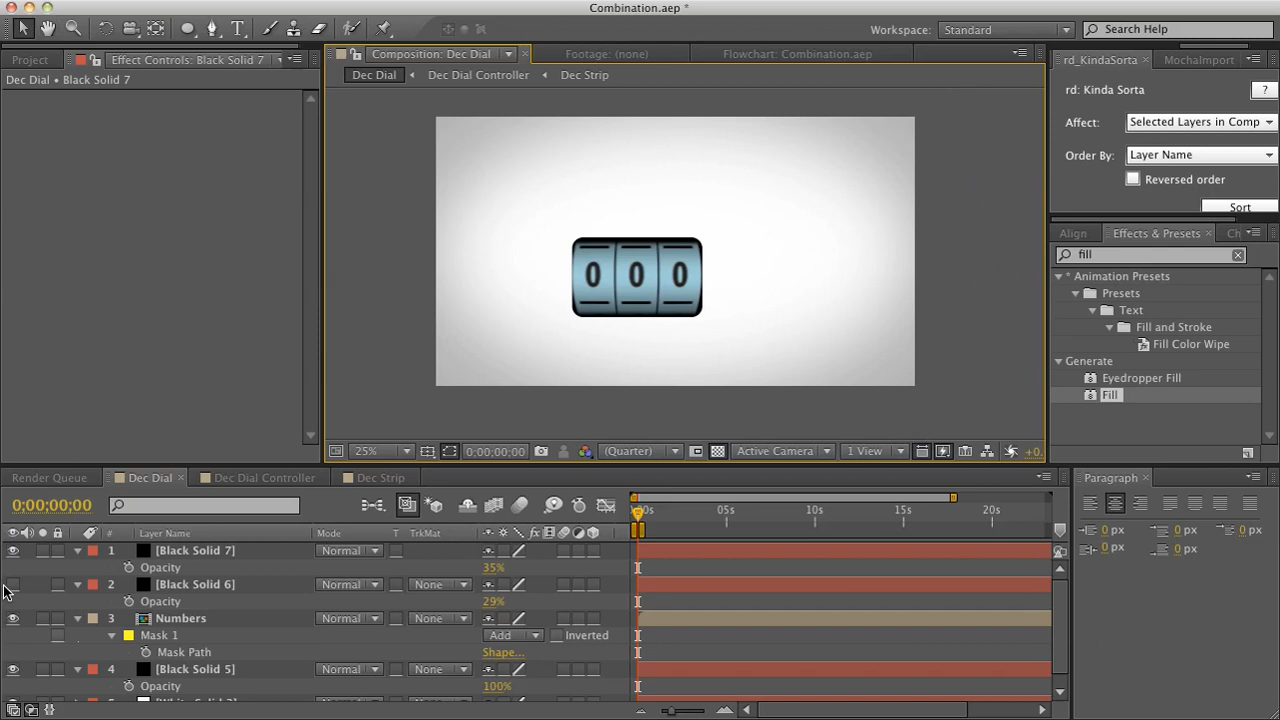 Combination.aep *
Workspace: Standard
Search Help
Project
Effect Controls: Black Solid 7
Dec Dial • Black Solid 7
Composition: Dec Dial
Footage: (none)
Flowchart: Combination.aep
Dec Dial
Dec Dial Controller
Dec Strip
0 0 0
25%
0;00;00;00
(Quarter)
Active Camera
1 View
+0.
rd_KindaSorta
MochaImport
rd: Kinda Sorta
?
Affect:
Selected Layers in Comp
Order By:
Layer Name
Reversed order
Sort
Align
Effects & Presets
Ch
fill
* Animation Presets
Presets
Text
Fill and Stroke
Fill Color Wipe
Generate
Eyedropper Fill
Fill
Render Queue
Dec Dial
Dec Dial Controller
Dec Strip
0;00;00;00
:00s
05s
10s
15s
20s
# Layer Name Mode T TrkMat
1 [Black Solid 7] Normal
Opacity 35%
2 [Black Solid 6] Normal None
Opacity 29%
3 Numbers Normal None
Mask 1 Add Inverted
Mask Path Shape...
4 [Black Solid 5] Normal None
Opacity 100%
Paragraph
0 px
0 px
0 px
0 px
0 px